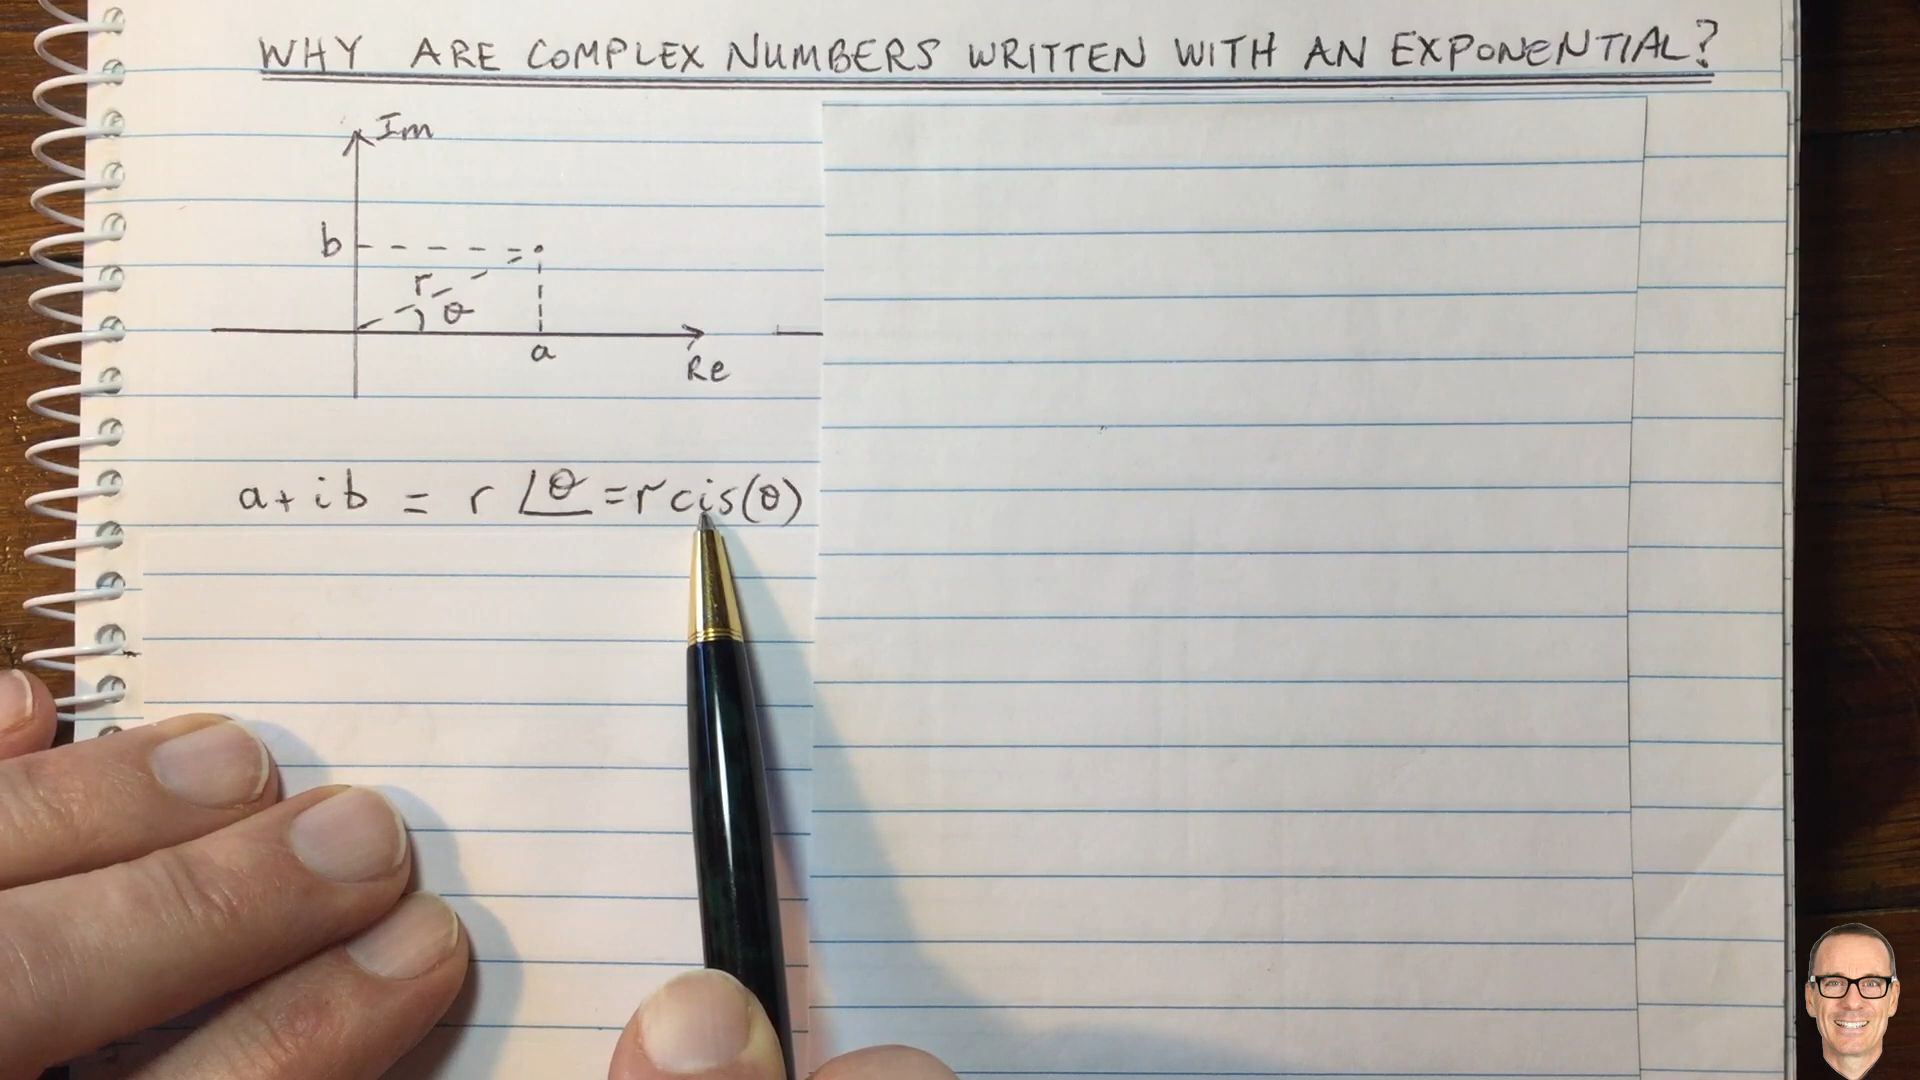 WHY ARE COMPLEX NUMBERS WRITTEN WITH AN EXPONENTIAL?
Im
b
r
θ
a
Re
a + ib = r ∠θ = r cis(θ)